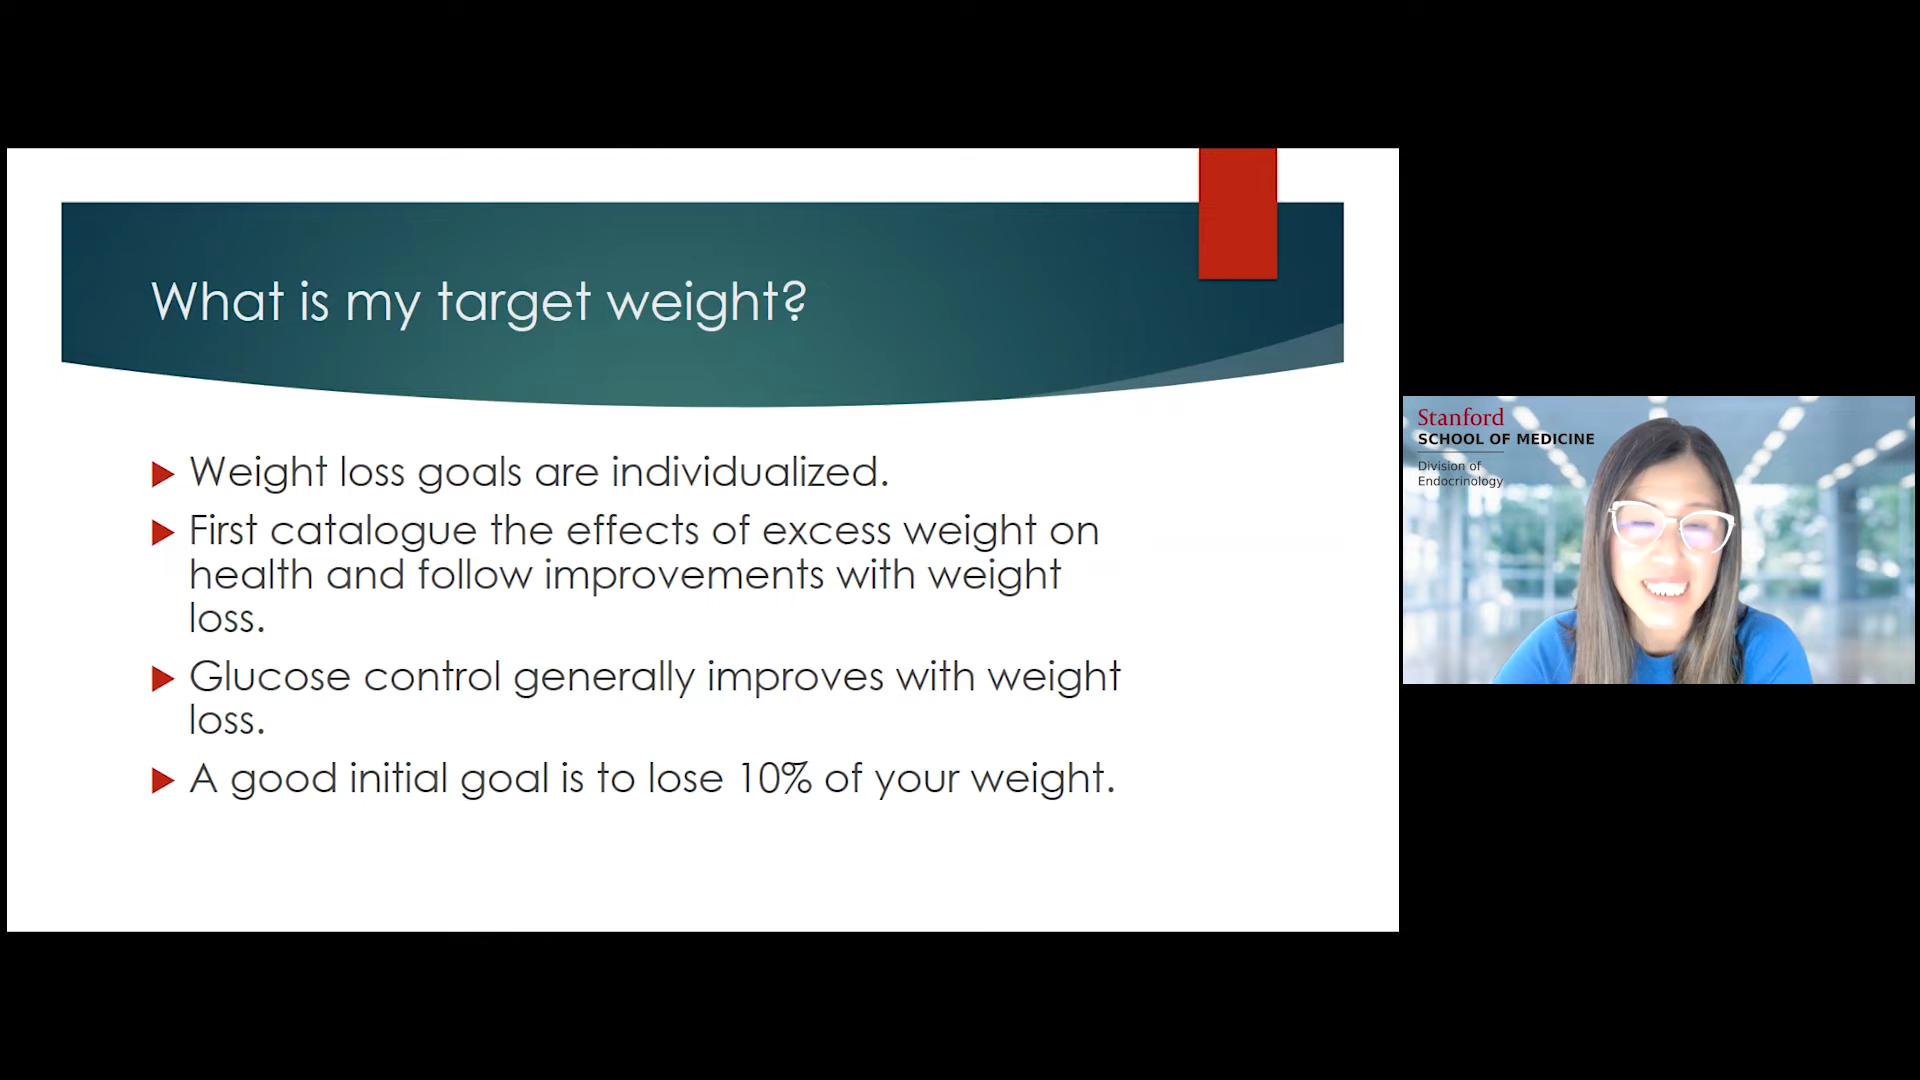 What is my target weight?
Weight loss goals are individualized.
First catalogue the effects of excess weight on
health and follow improvements with weight
loss.
Glucose control generally improves with weight
loss.
A good initial goal is to lose 10% of your weight.
Stanford
SCHOOL OF MEDICINE
Division of
Endocrinology